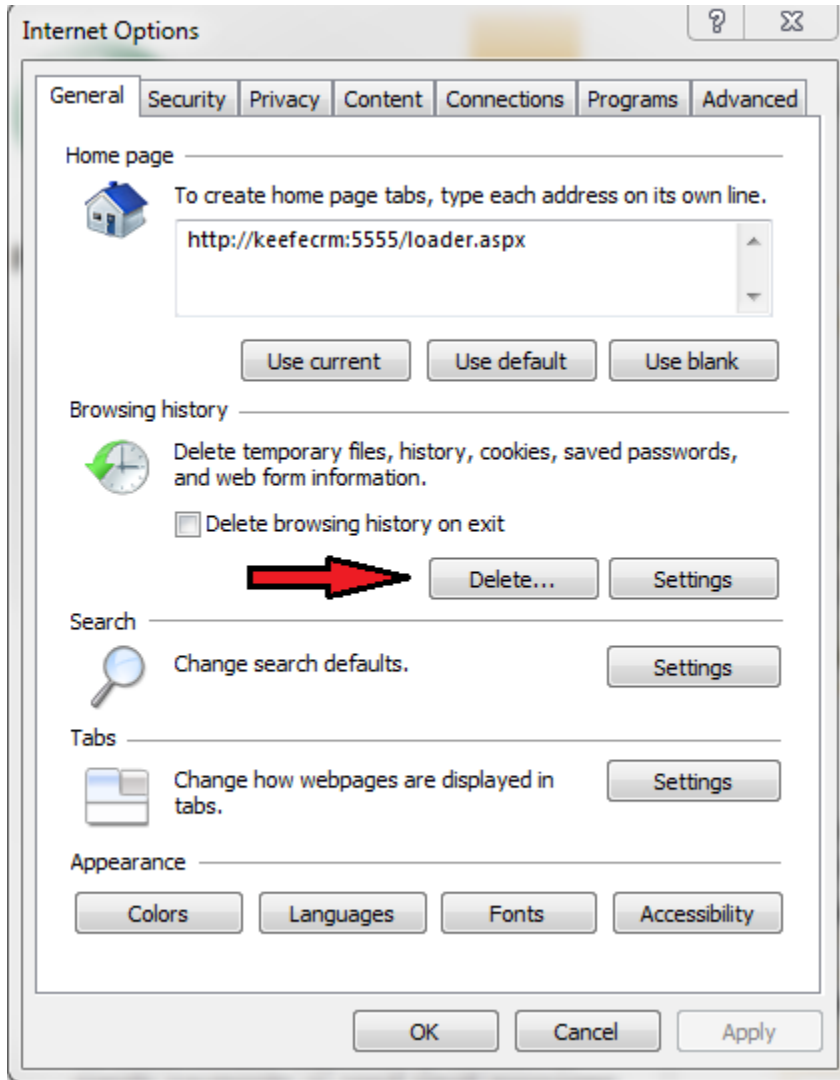 Internet Options
General Security Privacy Content Connections Programs Advanced
Home page
To create home page tabs, type each address on its own line.
http://keefecrm:5555/loader.aspx
Use current Use default Use blank
Browsing history
Delete temporary files, history, cookies, saved passwords,
and web form information.
Delete browsing history on exit
Delete... Settings
Search
Change search defaults.
Settings
Tabs
Change how webpages are displayed in
tabs.
Settings
Appearance
Colors Languages Fonts Accessibility
OK Cancel Apply